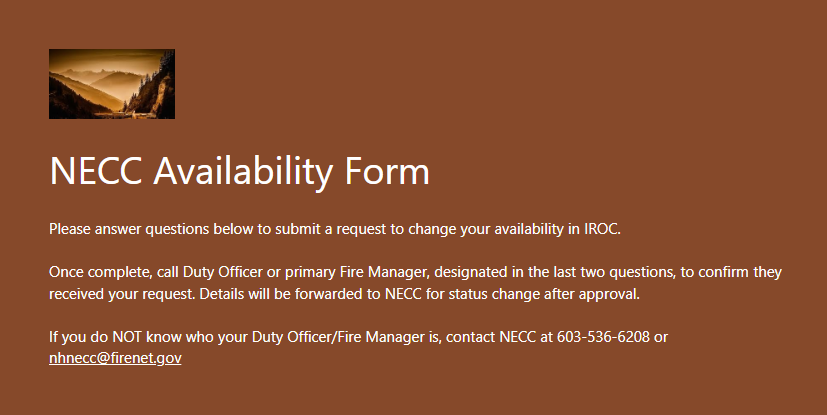 NECC Availability Form
Please answer questions below to submit a request to change your availability in IROC.
Once complete, call Duty Officer or primary Fire Manager, designated in the last two questions, to confirm they
received your request. Details will be forwarded to NECC for status change after approval.
If you do NOT know who your Duty Officer/Fire Manager is, contact NECC at 603-536-6208 or
nhnecc@firenet.gov